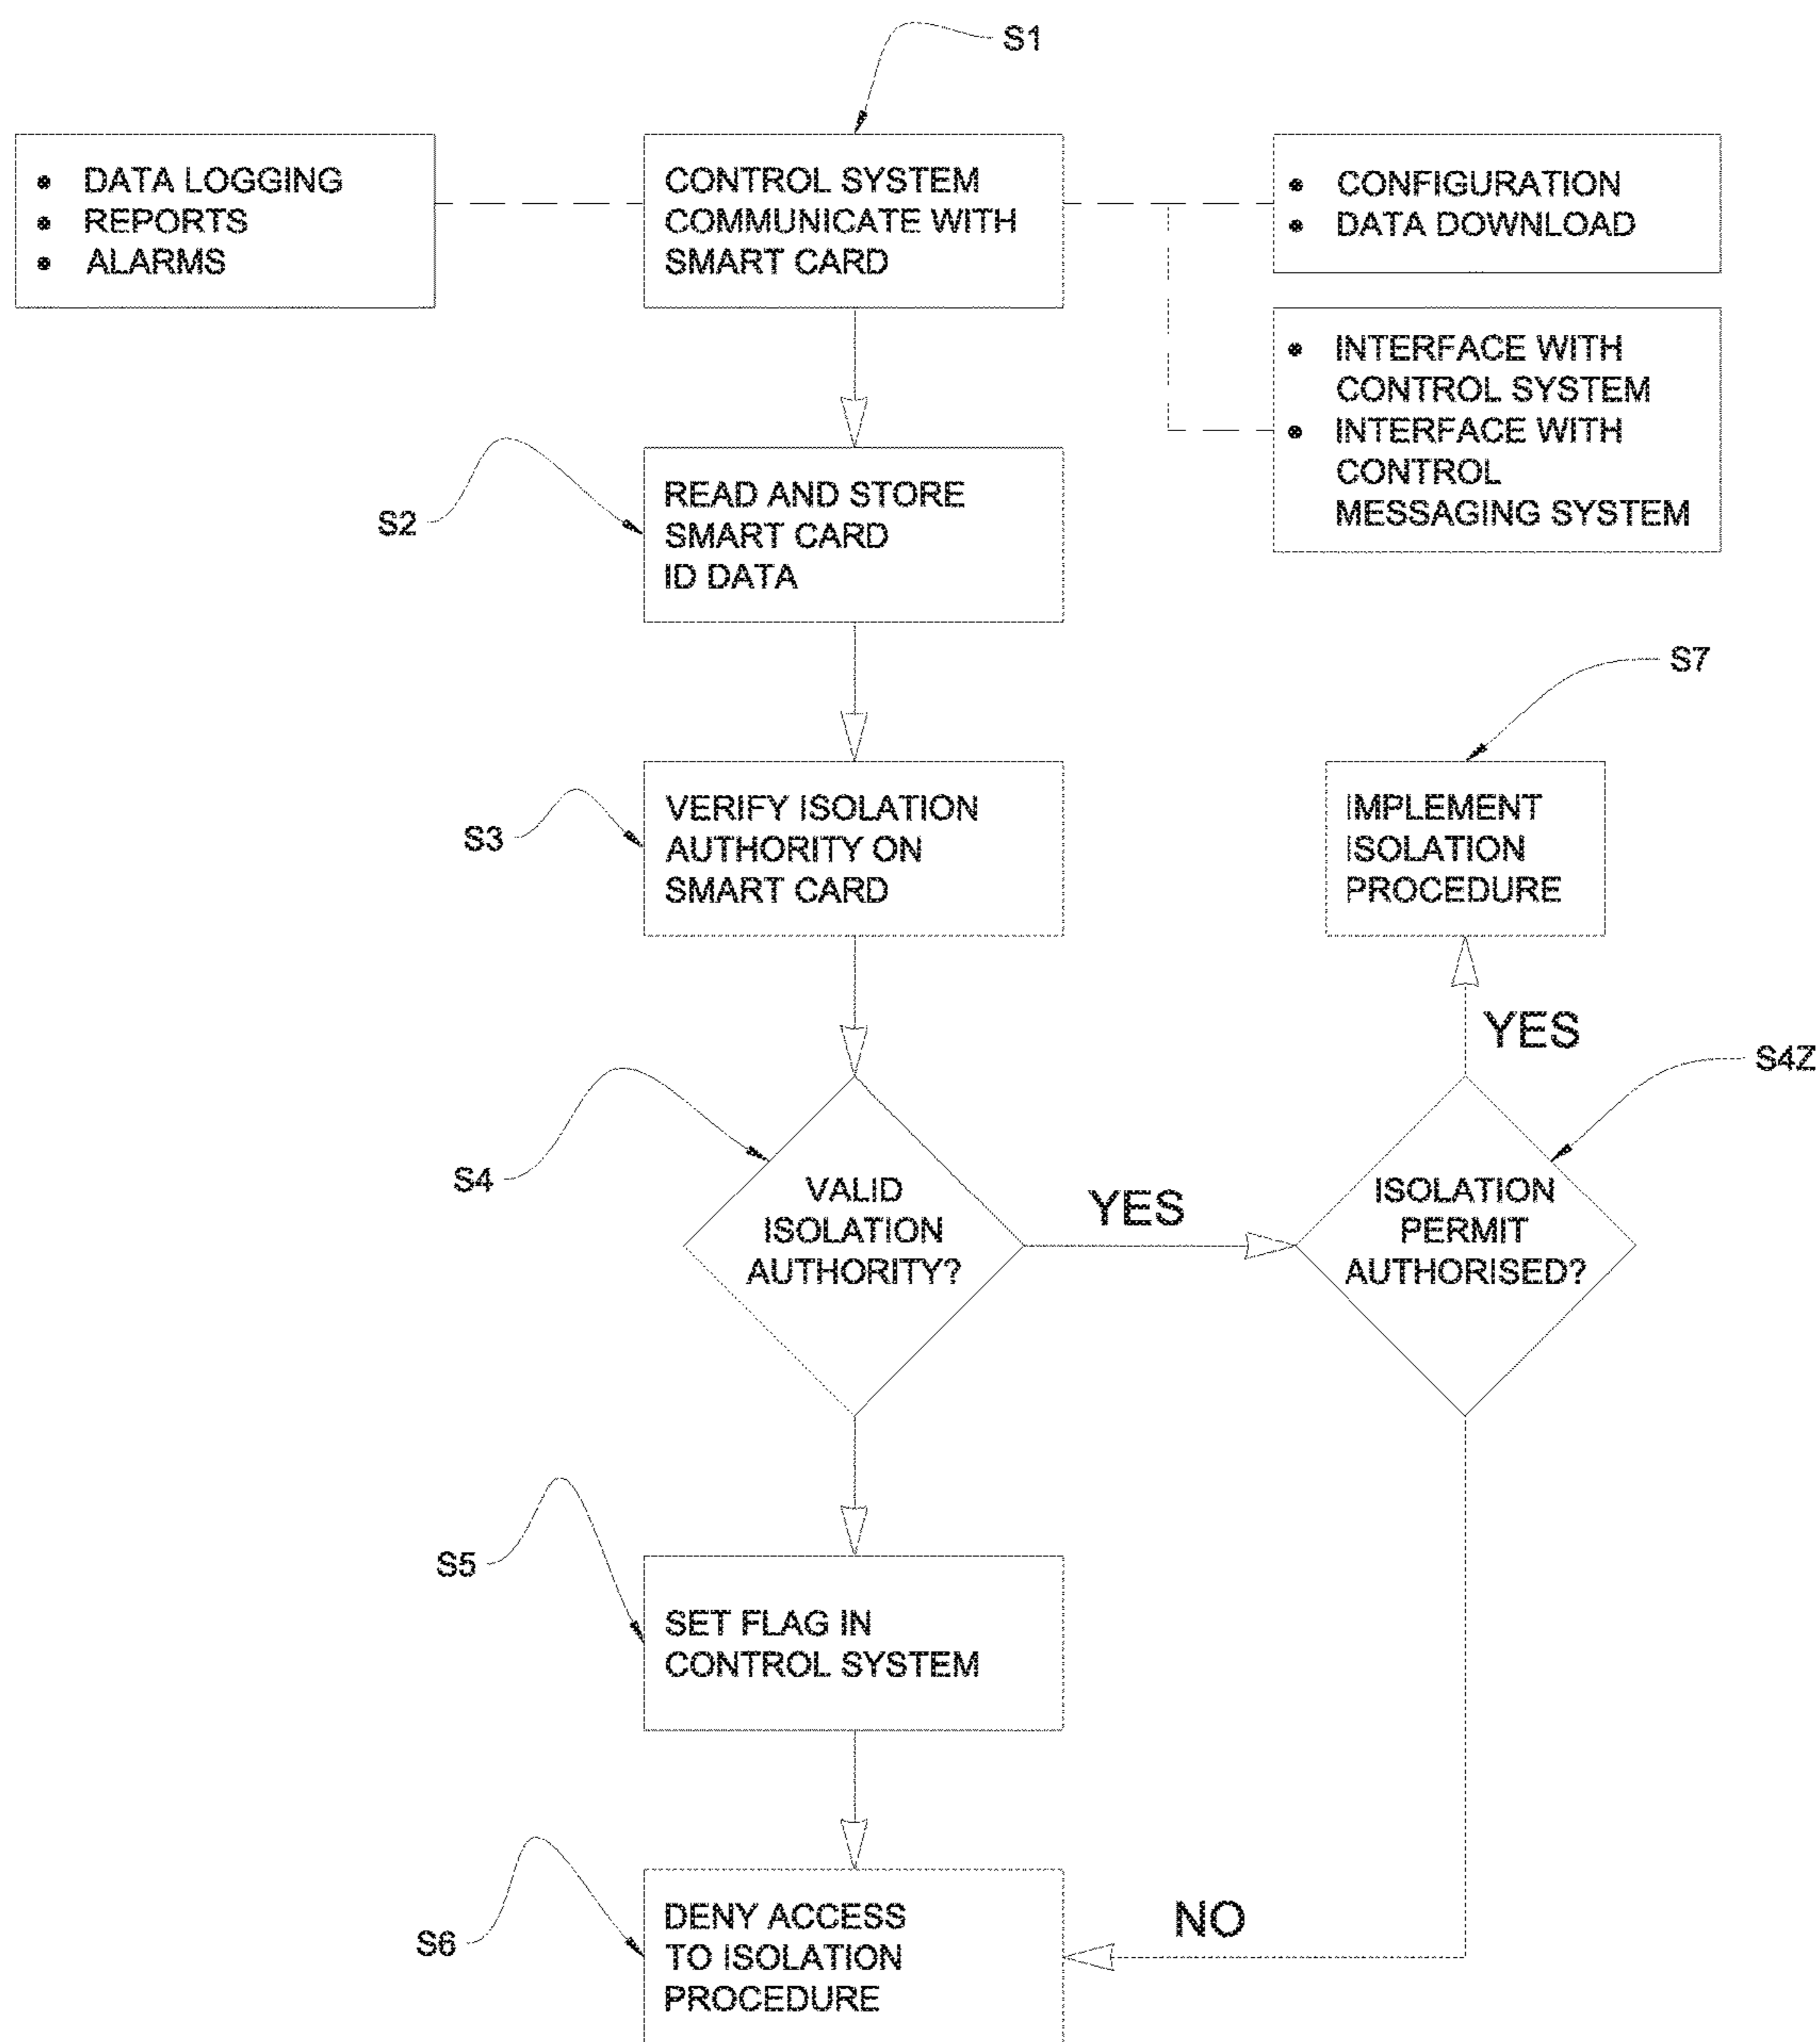 S1
• DATA LOGGING
• REPORTS
• ALARMS
CONTROL SYSTEM
COMMUNICATE WITH
SMART CARD
• CONFIGURATION
• DATA DOWNLOAD
• INTERFACE WITH
CONTROL SYSTEM
• INTERFACE WITH
CONTROL
MESSAGING SYSTEM
S2
READ AND STORE
SMART CARD
ID DATA
S7
S3
VERIFY ISOLATION
AUTHORITY ON
SMART CARD
IMPLEMENT
ISOLATION
PROCEDURE
YES
S4Z
S4
VALID
ISOLATION
AUTHORITY?
YES
ISOLATION
PERMIT
AUTHORISED?
S5
SET FLAG IN
CONTROL SYSTEM
S6
DENY ACCESS
TO ISOLATION
PROCEDURE
NO